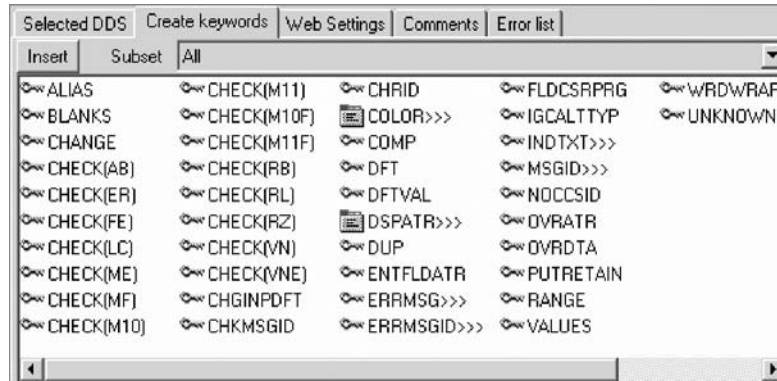 Selected DDS Create keywords Web Settings Comments Error list
Insert Subset All
ALIAS CHECK(M11) CHRID FLDCSRPRG WRDWRAP
BLANKS CHECK(M10F) COLOR>>> IGCALTTYP UNKNOWN
CHANGE CHECK(M11F) COMP INDTXT>>>
CHECK(AB) CHECK(RB) DFT MSGID>>>
CHECK(ER) CHECK(RL) DFTVAL NOCCSID
CHECK(FE) CHECK(RZ) DSPATR>>> OVRATR
CHECK(LC) CHECK(VN) DUP OVRDTA
CHECK(ME) CHECK(VNE) ENTFLDATR PUTRETAIN
CHECK(MF) CHGINPDFT ERRMSG>>> RANGE
CHECK(M10) CHKMSGID ERRMSGID>>> VALUES